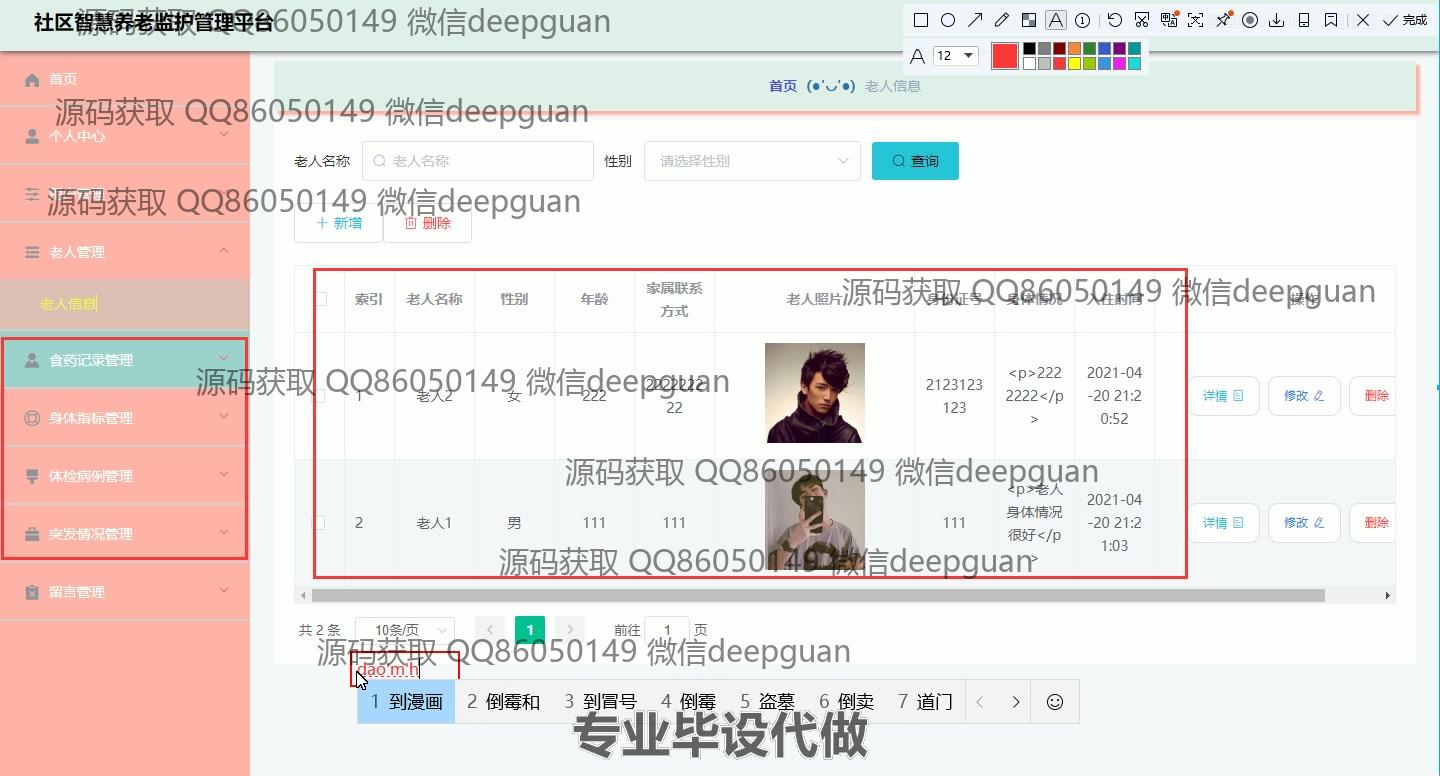 社区智慧养老监护管理平台
源码获取 QQ86050149 微信deepguan
12
完成
首页
个人中心
老人管理
老人信息
食药记录管理
身体指标管理
体检病例管理
突发情况管理
留言管理
首页 (●'◡'●) 老人信息
源码获取 QQ86050149 微信deepguan
老人名称 老人名称 性别 请选择性别 查询
源码获取 QQ86050149 微信deepguan
新增 删除
索引 老人名称 性别 年龄 家属联系方式 老人照片 身份证号 身体情况 入住时间 操作
源码获取 QQ86050149 微信deepguan
1 老人2 女 222 222222222 2123123123 <p>2222222</p> 2021-04-20 21:20:52 详情 修改 删除
源码获取 QQ86050149 微信deepguan
源码获取 QQ86050149 微信deepguan
2 老人1 男 111 111 111 <p>老人身体情况很好</p> 2021-04-20 21:21:03 详情 修改 删除
源码获取 QQ86050149 微信deepguan
共 2 条 10条/页 1 前往 1 页
源码获取 QQ86050149 微信deepguan
dao'm'h
1 到漫画 2 倒霉和 3 到冒号 4 倒霉 5 盗墓 6 倒卖 7 道门
专业毕设代做